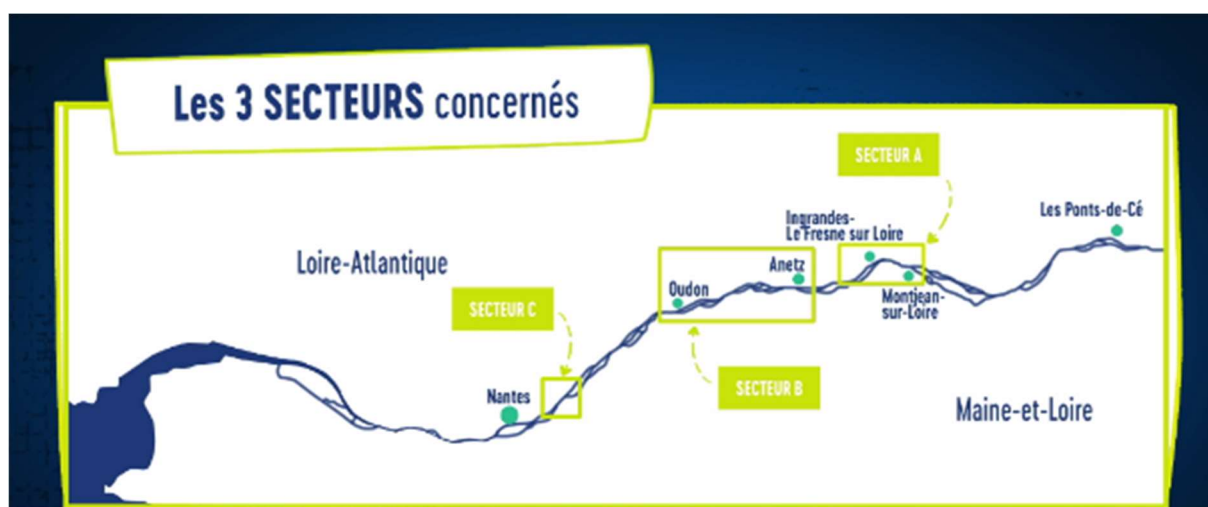 Les 3 SECTEURS concernés
SECTEUR A
Les Ponts-de-Cé
Ingrandes-
Le Fresne sur Loire
Loire-Atlantique
Anetz
Oudon
Montjean-
sur-Loire
SECTEUR C
SECTEUR B
Nantes
Maine-et-Loire